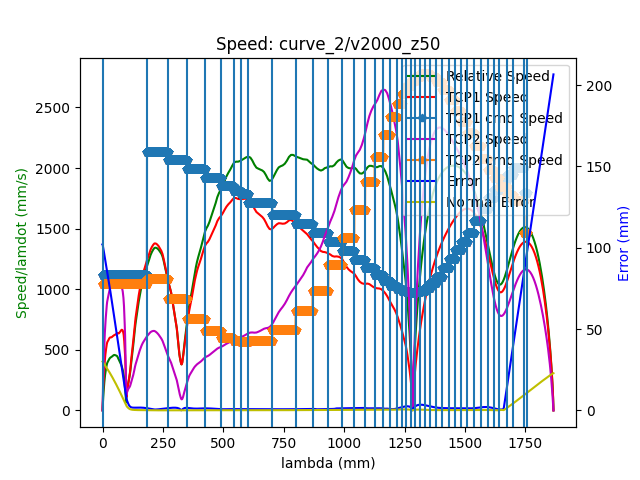 Speed: curve_2/v2000_z50
Relative Speed
TCP1 Speed
TCP1 cmd Speed
TCP2 Speed
TCP2 cmd Speed
Error
Normal Error
Speed/lamdot (mm/s)
0
500
1000
1500
2000
2500
Error (mm)
0
50
100
150
200
0
250
500
750
1000
1250
1500
1750
lambda (mm)